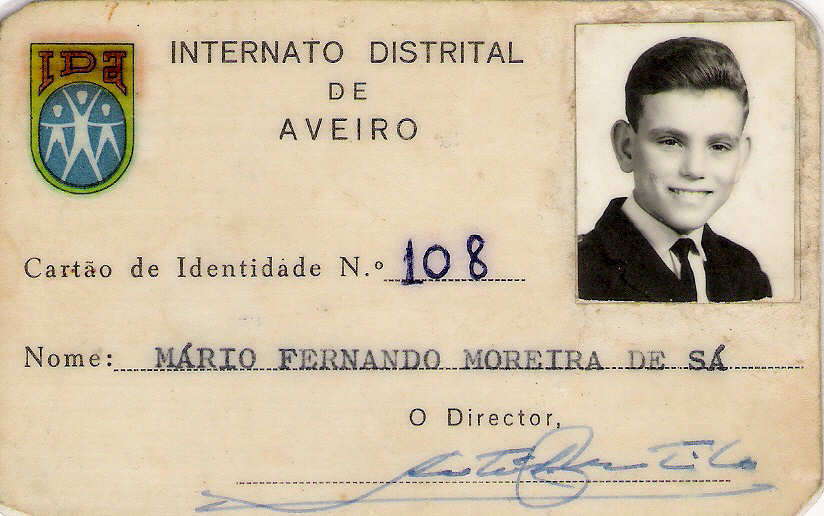 IDA
INTERNATO DISTRITAL
DE
AVEIRO
Cartão de Identidade N.º 108
Nome: MÁRIO FERNANDO MOREIRA DE SÁ
O Director,